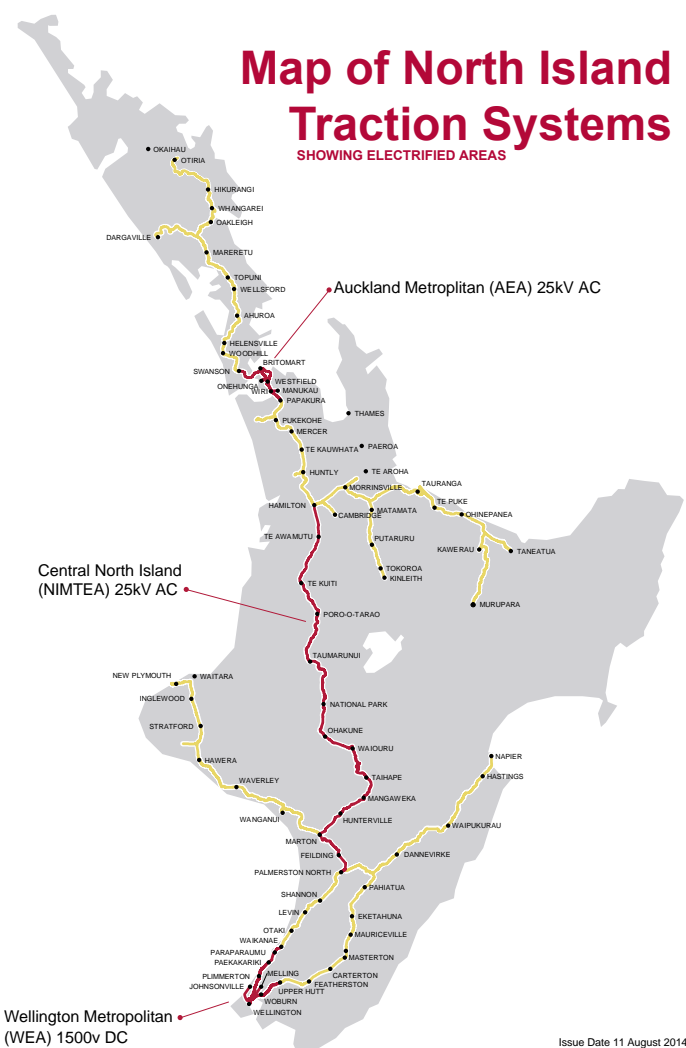 Map of North Island
Traction Systems
SHOWING ELECTRIFIED AREAS
OKAIHAU
OTIRIA
HIKURANGI
WHANGAREI
OAKLEIGH
DARGAVILLE
MARERETU
TOPUNI
WELLSFORD
Auckland Metroplitan (AEA) 25kV AC
AHUROA
HELENSVILLE
WOODHILL
BRITOMART
SWANSON
WESTFIELD
ONEHUNGA
WIRI
MANUKAU
PAPAKURA
THAMES
PUKEKOHE
MERCER
TE KAUWHATA
PAEROA
HUNTLY
TE AROHA
MORRINSVILLE
TAURANGA
TE PUKE
HAMILTON
CAMBRIDGE
MATAMATA
OHINEPANEA
TE AWAMUTU
PUTARURU
KAWERAU
TANEATUA
Central North Island
(NIMTEA) 25kV AC
TOKOROA
KINLEITH
TE KUITI
MURUPARA
PORO-O-TARAO
TAUMARUNUI
NEW PLYMOUTH
WAITARA
INGLEWOOD
NATIONAL PARK
STRATFORD
OHAKUNE
WAIOURU
NAPIER
HAWERA
TAIHAPE
HASTINGS
WAVERLEY
MANGAWEKA
WANGANUI
HUNTERVILLE
WAIPUKURAU
MARTON
FEILDING
DANNEVIRKE
PALMERSTON NORTH
PAHIATUA
SHANNON
LEVIN
EKETAHUNA
OTAKI
MAURICEVILLE
WAIKANAE
PARAPARAUMU
MASTERTON
PAEKAKARIKI
CARTERTON
PLIMMERTON
MELLING
FEATHERSTON
JOHNSONVILLE
UPPER HUTT
WOBURN
WELLINGTON
Wellington Metropolitan
(WEA) 1500v DC
Issue Date 11 August 2014